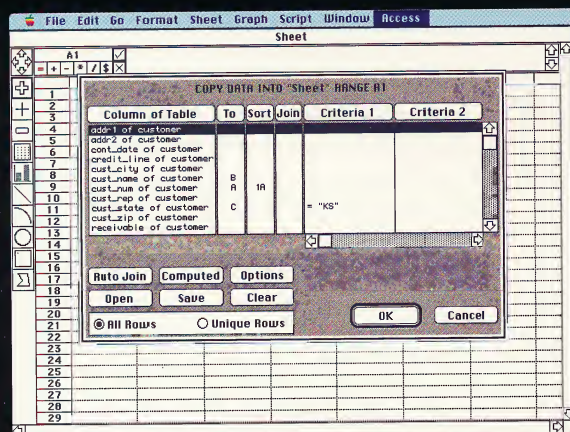 File Edit Go Format Sheet Graph Script Window Access
Sheet
A1
= + - * / $
COPY DATA INTO "Sheet" RANGE A1
Column of Table To Sort Join Criteria 1 Criteria 2
addr1 of customer
addr2 of customer
cont_date of customer
credit_line of customer
cust_city of customer
cust_name of customer B
cust_num of customer A 1A
cust_rep of customer
cust_state of customer C = "KS"
cust_zip of customer
receivable of customer
Auto Join Computed Options
Open Save Clear
All Rows Unique Rows
OK Cancel
1
2
3
4
5
6
7
8
9
10
11
12
13
14
15
16
17
18
19
20
21
22
23
24
25
26
27
28
29